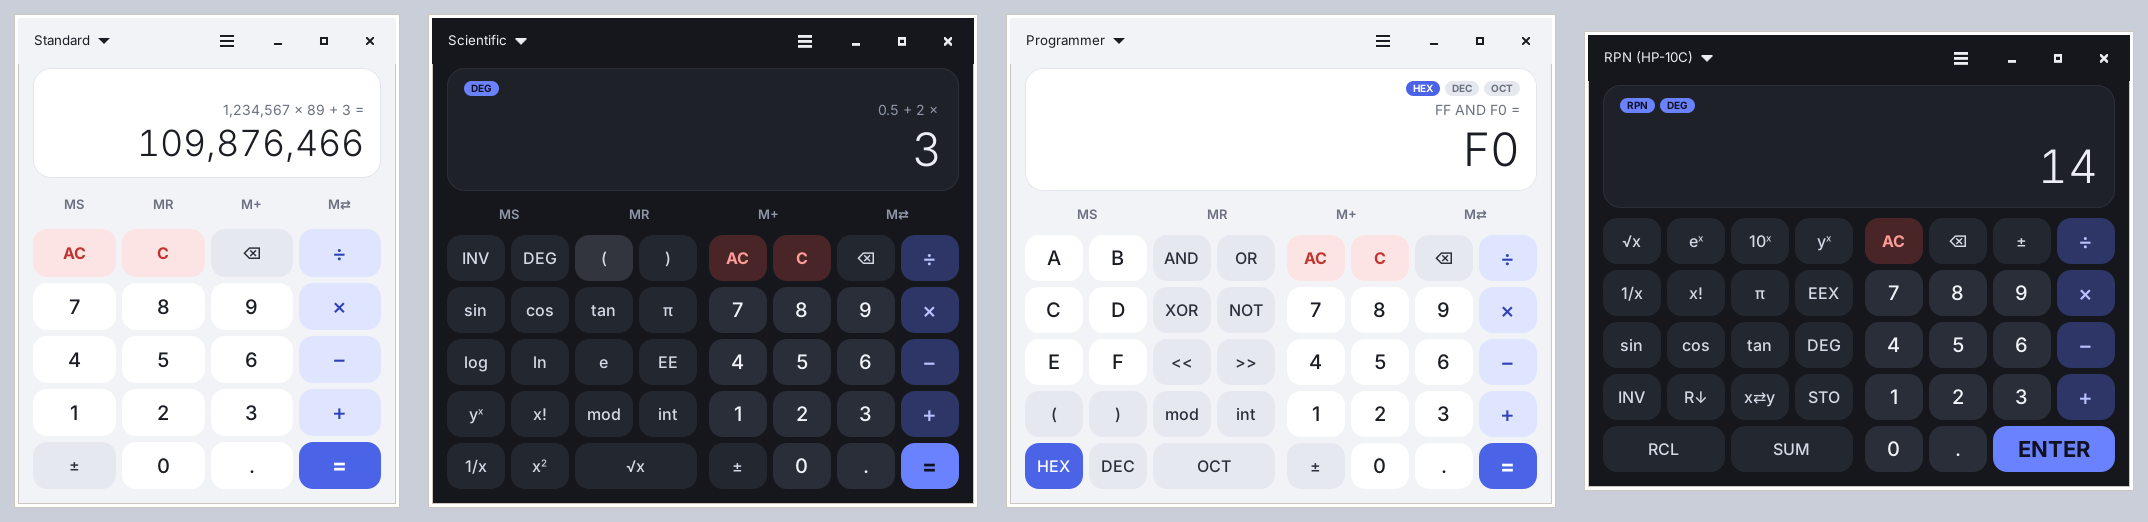 Standard
1,234,567 × 89 + 3 =
109,876,466
MS MR M+ M⇄
AC C ⌫ ÷
7 8 9 ×
4 5 6 −
1 2 3 +
± 0 . =
Scientific
DEG
0.5 + 2 ×
3
MS MR M+ M⇄
INV DEG ( ) AC C ⌫ ÷
sin cos tan π 7 8 9 ×
log ln e EE 4 5 6 −
yˣ x! mod int 1 2 3 +
1/x x² √x ± 0 . =
Programmer
HEX DEC OCT
FF AND F0 =
F0
MS MR M+ M⇄
A B AND OR AC C ⌫ ÷
C D XOR NOT 7 8 9 ×
E F << >> 4 5 6 −
( ) mod int 1 2 3 +
HEX DEC OCT ± 0 . =
RPN (HP-10C)
RPN DEG
14
√x eˣ 10ˣ yˣ AC ⌫ ± ÷
1/x x! π EEX 7 8 9 ×
sin cos tan DEG 4 5 6 −
INV R↓ x⇄y STO 1 2 3 +
RCL SUM 0 . ENTER